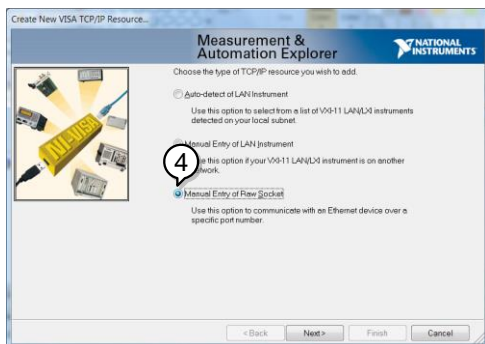 Create New VISA TCP/IP Resource...
Measurement &
Automation Explorer
NATIONAL
INSTRUMENTS
Choose the type of TCP/IP resource you wish to add.
Auto-detect of LAN Instrument
Use this option to select from a list of VXI-11 LAN/LXI instruments
detected on your local subnet.
Manual Entry of LAN Instrument
this option if your VXI-11 LAN/LXI instrument is on another
4
Manual Entry of Raw Socket
Use this option to communicate with an Ethernet device over a
specific port number.
NI-VISA
< Back
Next >
Finish
Cancel